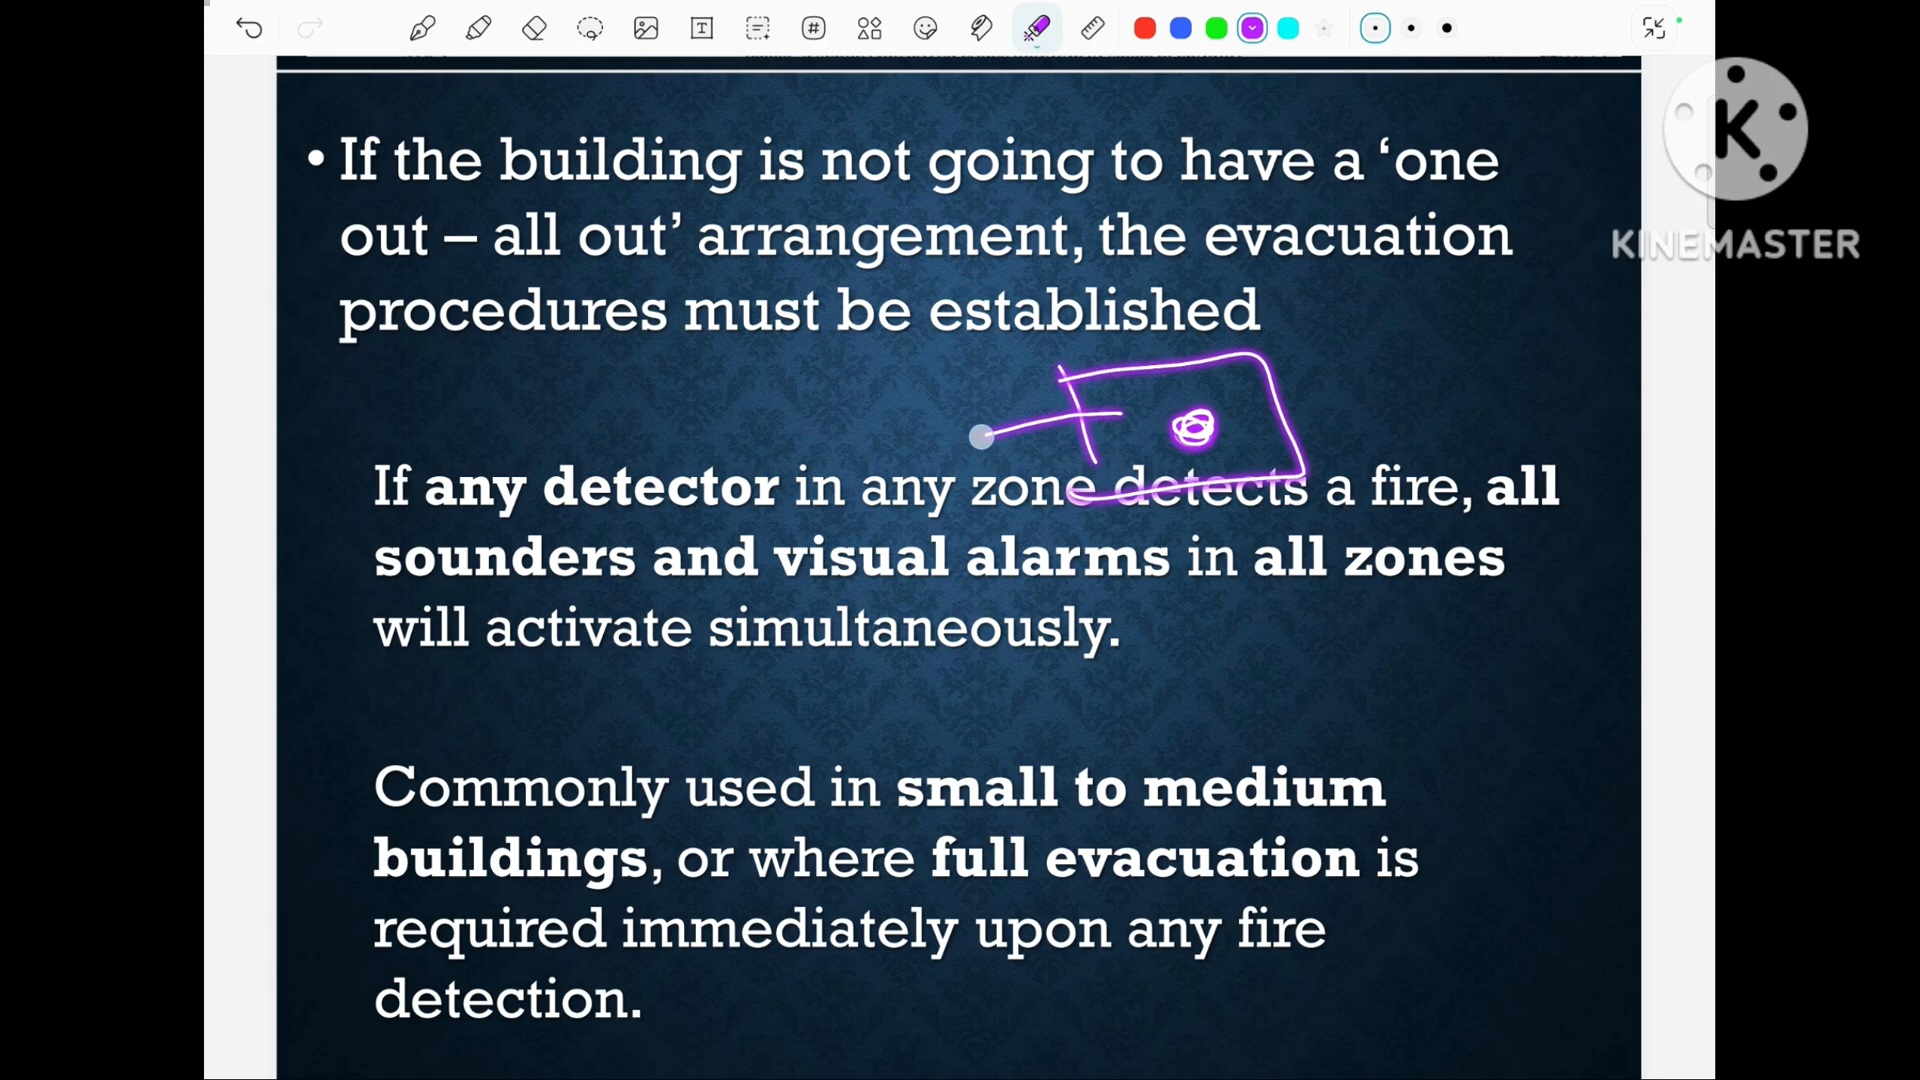 • If the building is not going to have a ‘one
out – all out’ arrangement, the evacuation
procedures must be established
If any detector in any zone detects a fire, all
sounders and visual alarms in all zones
will activate simultaneously.
Commonly used in small to medium
buildings, or where full evacuation is
required immediately upon any fire
detection.
K
KINEMASTER